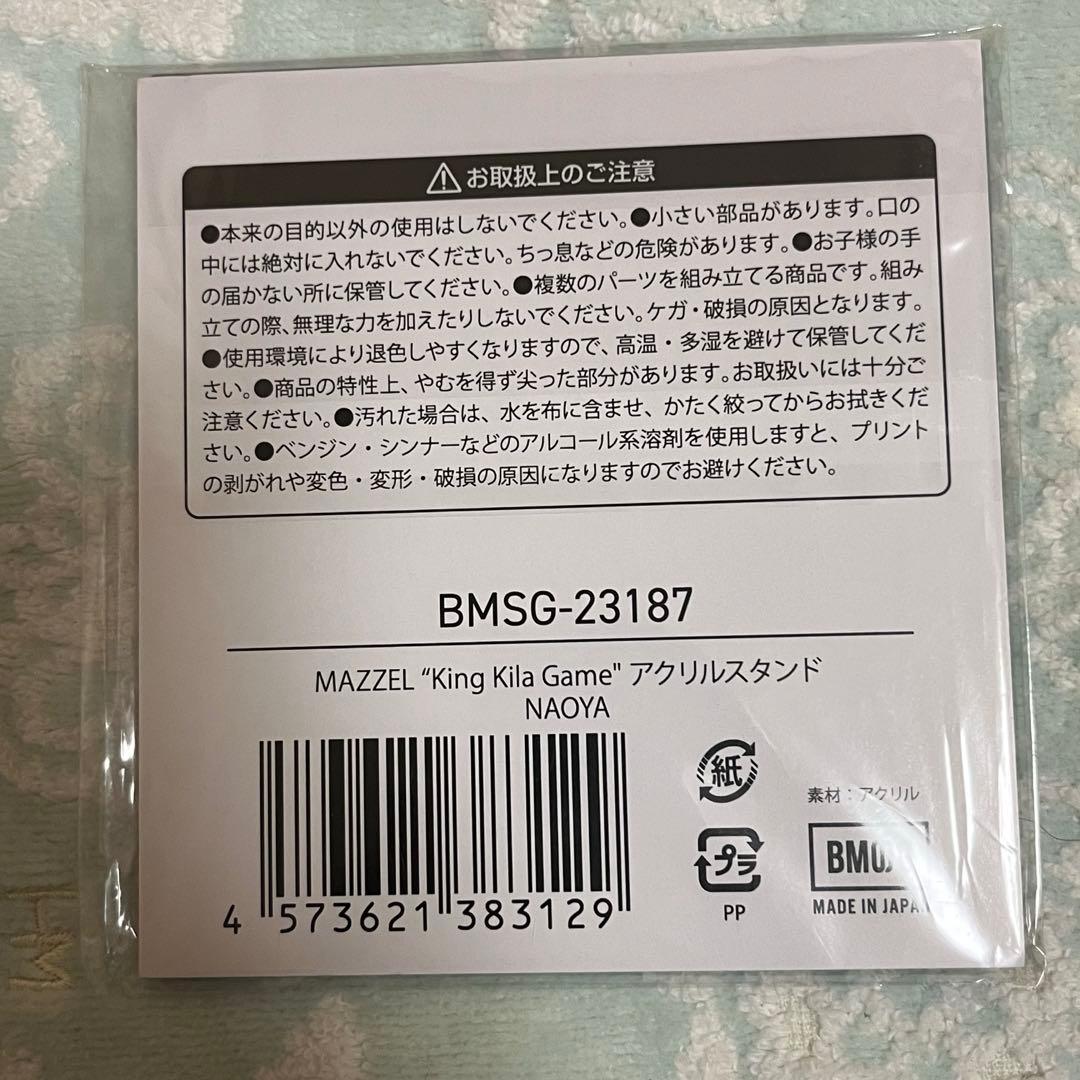 ⚠お取扱上のご注意
●本来の目的以外の使用はしないでください。●小さい部品があります。口の
中には絶対に入れないでください。ちっ息などの危険があります。●お子様の手
の届かない所に保管してください。●複数のパーツを組み立てる商品です。組み
立ての際、無理な力を加えたりしないでください。ケガ・破損の原因となります。
●使用環境により退色しやすくなりますので、高温・多湿を避けて保管してくだ
さい。●商品の特性上、やむを得ず尖った部分があります。お取扱いには十分ご
注意ください。●汚れた場合は、水を布に含ませ、かたく絞ってからお拭きくだ
さい。●ベンジン・シンナーなどのアルコール系溶剤を使用しますと、プリント
の剥がれや変色・変形・破損の原因になりますのでお避けください。
BMSG-23187
MAZZEL “King Kila Game" アクリルスタンド
NAOYA
4 573621 383129
紙
プラ
PP
素材：アクリル
MADE IN JAPAN